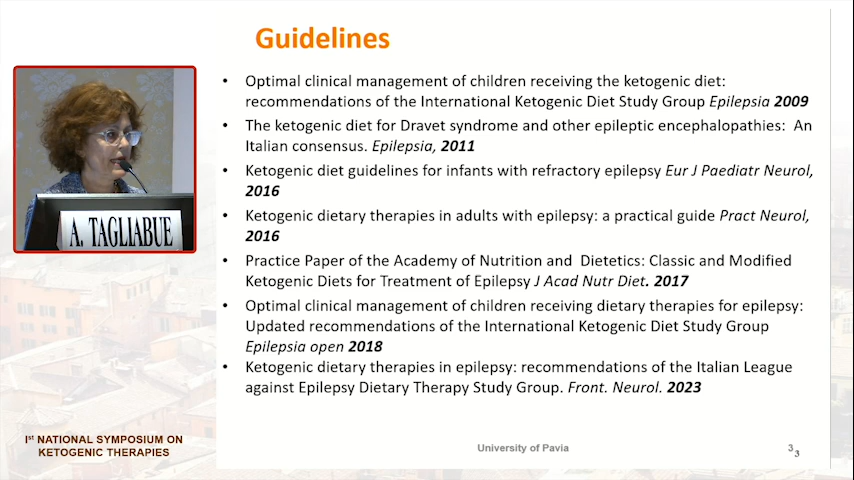 Guidelines
• Optimal clinical management of children receiving the ketogenic diet:
recommendations of the International Ketogenic Diet Study Group Epilepsia 2009
• The ketogenic diet for Dravet syndrome and other epileptic encephalopathies: An
Italian consensus. Epilepsia, 2011
• Ketogenic diet guidelines for infants with refractory epilepsy Eur J Paediatr Neurol,
2016
• Ketogenic dietary therapies in adults with epilepsy: a practical guide Pract Neurol,
2016
• Practice Paper of the Academy of Nutrition and Dietetics: Classic and Modified
Ketogenic Diets for Treatment of Epilepsy J Acad Nutr Diet. 2017
• Optimal clinical management of children receiving dietary therapies for epilepsy:
Updated recommendations of the International Ketogenic Diet Study Group
Epilepsia open 2018
• Ketogenic dietary therapies in epilepsy: recommendations of the Italian League
against Epilepsy Dietary Therapy Study Group. Front. Neurol. 2023
A. TAGLIABUE
Ist NATIONAL SYMPOSIUM ON
KETOGENIC THERAPIES
University of Pavia
3 3